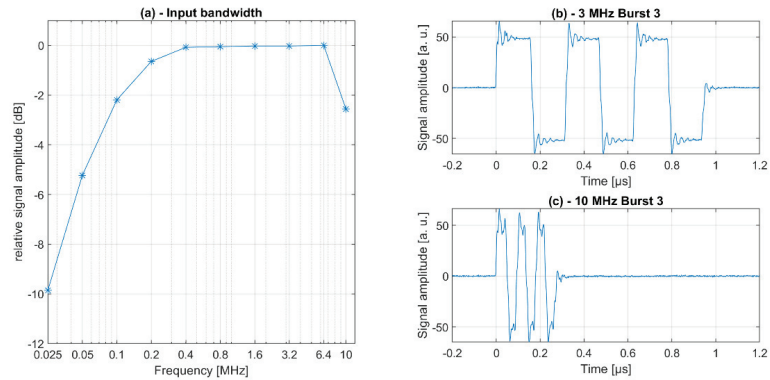 (a) - Input bandwidth
relative signal amplitude [dB]
0
-2
-4
-6
-8
-10
-12
0.025 0.05 0.1 0.2 0.4 0.8 1.6 3.2 6.4 10
Frequency [MHz]
(b) - 3 MHz Burst 3
Signal amplitude [a. u.]
50
0
-50
-0.2 0 0.2 0.4 0.6 0.8 1 1.2
Time [µs]
(c) - 10 MHz Burst 3
Signal amplitude [a. u.]
50
0
-50
-0.2 0 0.2 0.4 0.6 0.8 1 1.2
Time [µs]